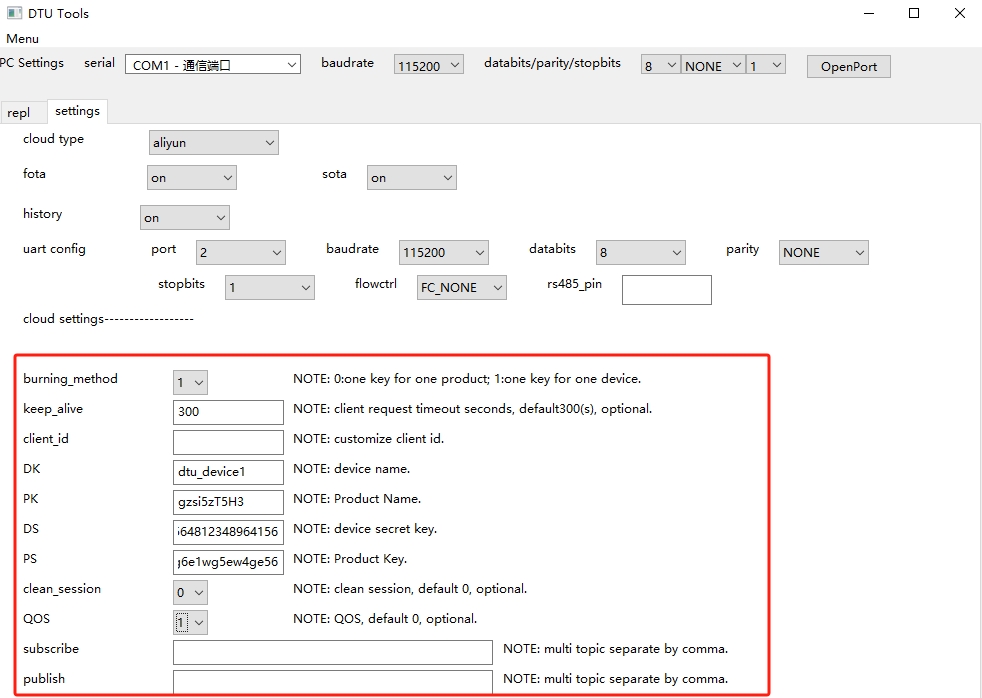 DTU Tools
Menu
PC Settings serial COM1 - 通信端口 baudrate 115200 databits/parity/stopbits 8 NONE 1 OpenPort
repl settings
cloud type aliyun
fota on sota on
history on
uart config port 2 baudrate 115200 databits 8 parity NONE
stopbits 1 flowctrl FC_NONE rs485_pin
cloud settings------------------
burning_method 1 NOTE: 0:one key for one product; 1:one key for one device.
keep_alive 300 NOTE: client request timeout seconds, default300(s), optional.
client_id NOTE: customize client id.
DK dtu_device1 NOTE: device name.
PK gzsi5zT5H3 NOTE: Product Name.
DS 64812348964156 NOTE: device secret key.
PS 6e1wg5ew4ge56 NOTE: Product Key.
clean_session 0 NOTE: clean session, default 0, optional.
QOS 1 NOTE: QOS, default 0, optional.
subscribe NOTE: multi topic separate by comma.
publish NOTE: multi topic separate by comma.